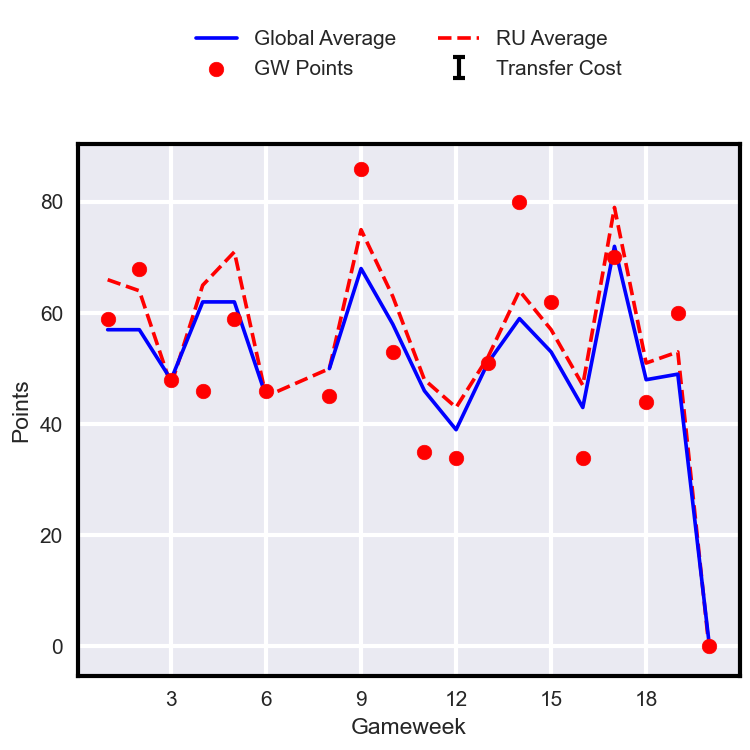 Global Average
RU Average
GW Points
Transfer Cost
80
60
40
20
0
Points
3 6 9 12 15 18
Gameweek